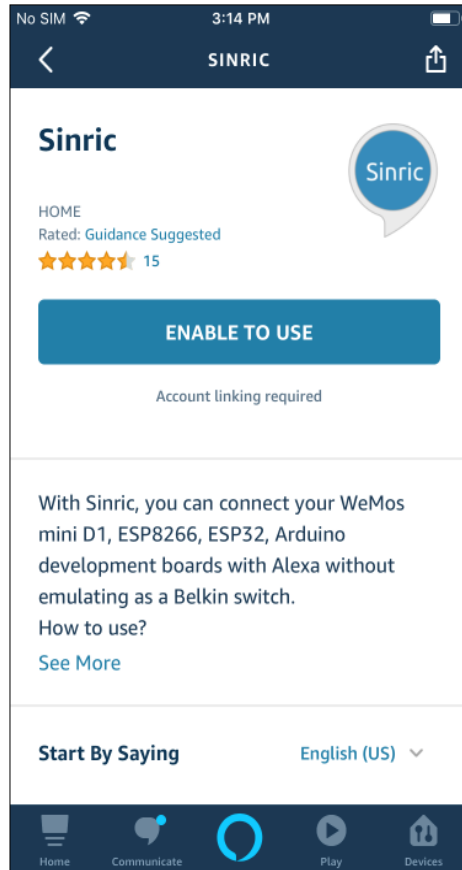 No SIM 3:14 PM
SINRIC
Sinric
Sinric
HOME
Rated: Guidance Suggested
15
ENABLE TO USE
Account linking required
With Sinric, you can connect your WeMos
mini D1, ESP8266, ESP32, Arduino
development boards with Alexa without
emulating as a Belkin switch.
How to use?
See More
Start By Saying English (US)
Home Communicate Play Devices